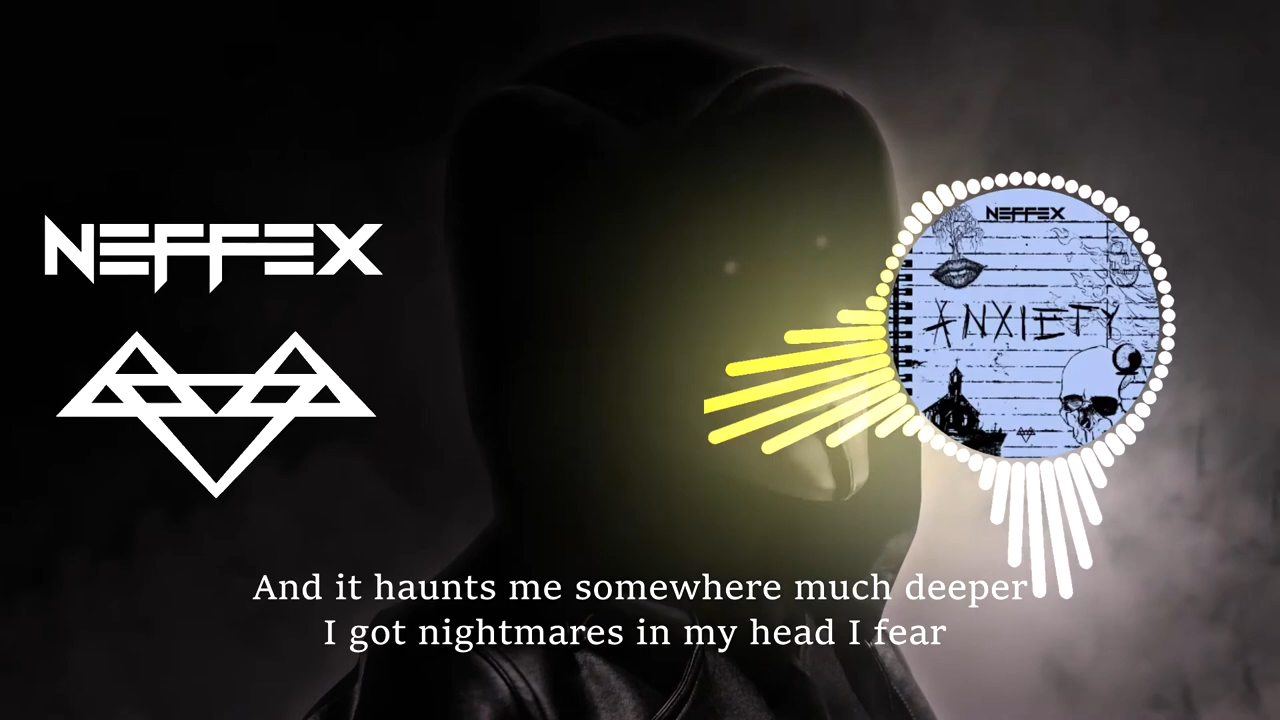 NEFFEX
NEFFEX
ANXIETY
And it haunts me somewhere much deeper
I got nightmares in my head I fear